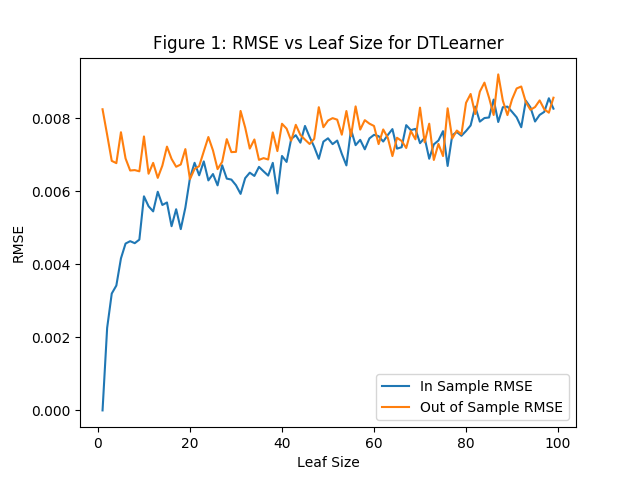 Figure 1: RMSE vs Leaf Size for DTLearner
0.008
0.006
0.004
0.002
0.000
RMSE
0 20 40 60 80 100
Leaf Size
In Sample RMSE
Out of Sample RMSE